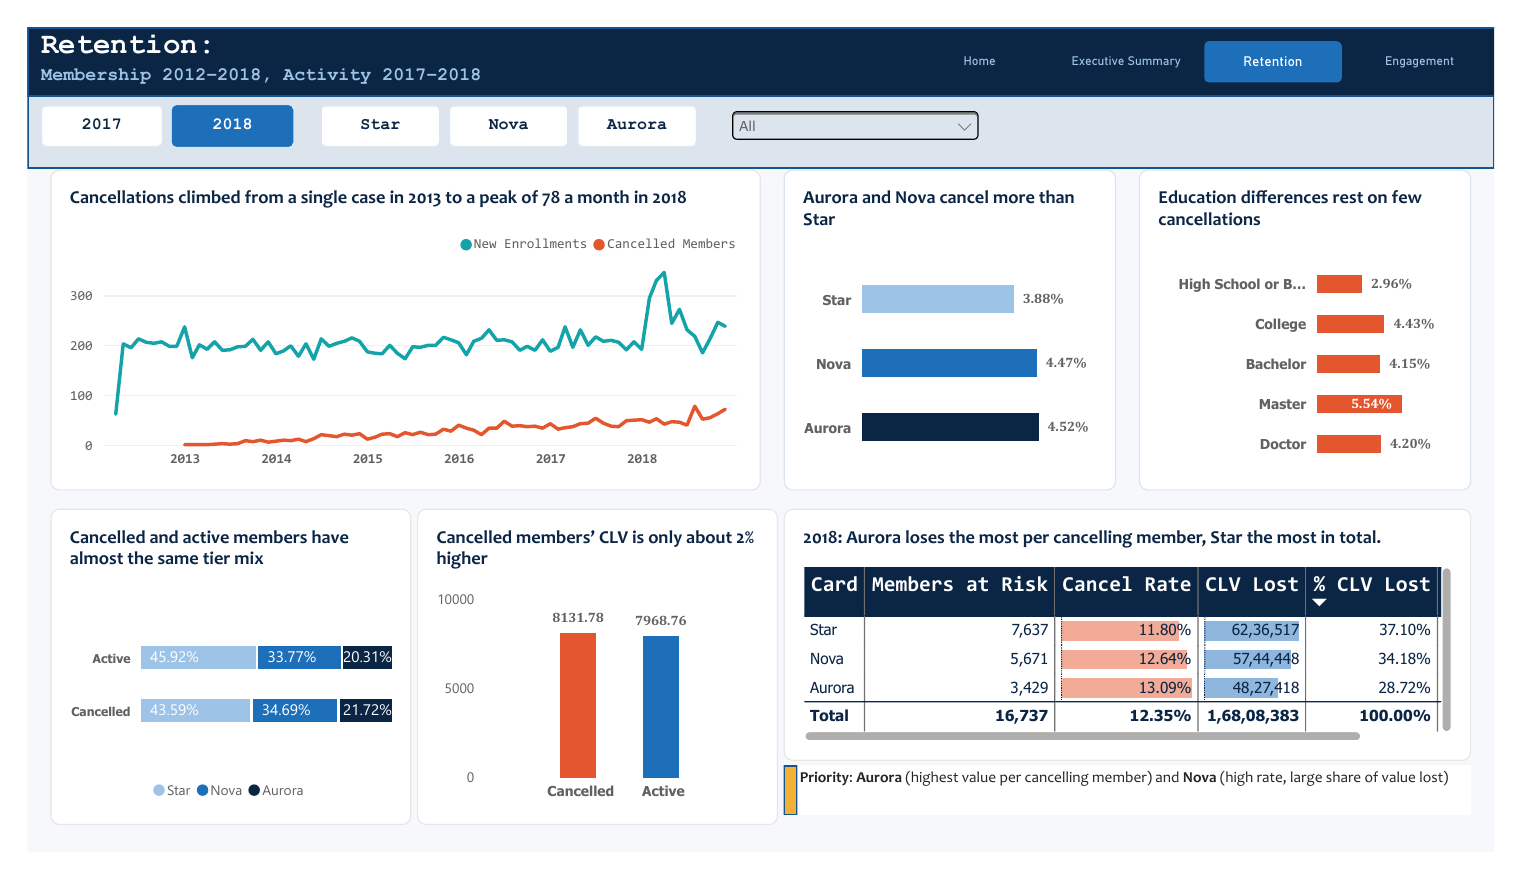 Retention:
Membership 2012–2018, Activity 2017–2018
Home
Executive Summary
Retention
Engagement
2017
2018
Star
Nova
Aurora
All
Cancellations climbed from a single case in 2013 to a peak of 78 a month in 2018
New Enrollments
Cancelled Members
300
200
100
0
2013
2014
2015
2016
2017
2018
Aurora and Nova cancel more than
Star
Star
3.88%
Nova
4.47%
Aurora
4.52%
Education differences rest on few
cancellations
High School or B...
2.96%
College
4.43%
Bachelor
4.15%
Master
5.54%
Doctor
4.20%
Cancelled and active members have
almost the same tier mix
Active
45.92%
33.77%
20.31%
Cancelled
43.59%
34.69%
21.72%
Star
Nova
Aurora
Cancelled members’ CLV is only about 2%
higher
10000
5000
0
8131.78
7968.76
Cancelled
Active
2018: Aurora loses the most per cancelling member, Star the most in total.
Card Members at Risk Cancel Rate CLV Lost % CLV Lost
Star 7,637 11.80% 62,36,517 37.10%
Nova 5,671 12.64% 57,44,448 34.18%
Aurora 3,429 13.09% 48,27,418 28.72%
Total 16,737 12.35% 1,68,08,383 100.00%
Priority: Aurora (highest value per cancelling member) and Nova (high rate, large share of value lost)